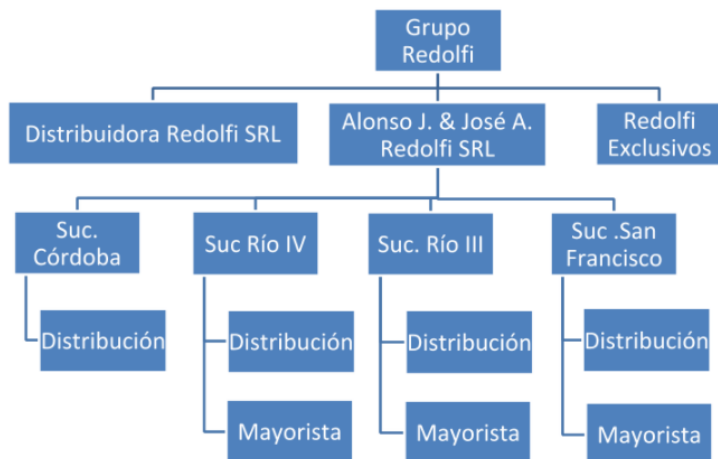 Grupo
Redolfi
Distribuidora Redolfi SRL
Alonso J. & José A.
Redolfi SRL
Redolfi
Exclusivos
Suc.
Córdoba
Suc Río IV
Suc. Río III
Suc .San
Francisco
Distribución
Distribución
Distribución
Distribución
Mayorista
Mayorista
Mayorista